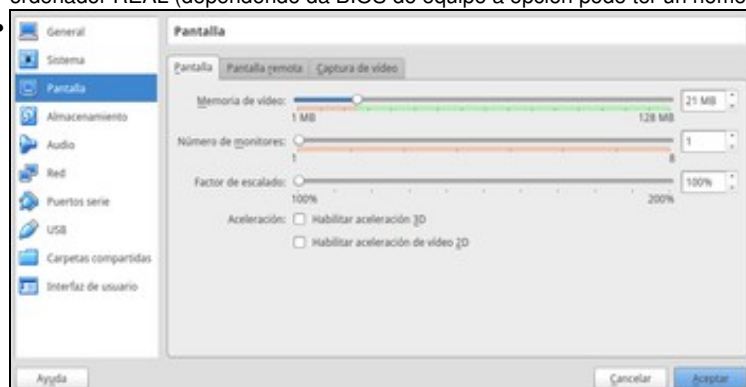 ordenador REAL (dependendo da BIOS do equipo a opción pode ter un nome
General
Sistema
Pantalla
Almacenamiento
Audio
Red
Puertos serie
USB
Carpetas compartidas
Interfaz de usuario
Pantalla
Pantalla Pantalla remota Captura de vídeo
Memoria de vídeo: 21 MB
1 MB 128 MB
Número de monitores: 1
1 8
Factor de escalado: 100%
100% 200%
Aceleración: Habilitar aceleración 3D
Habilitar aceleración de vídeo 2D
Ayuda Cancelar Aceptar